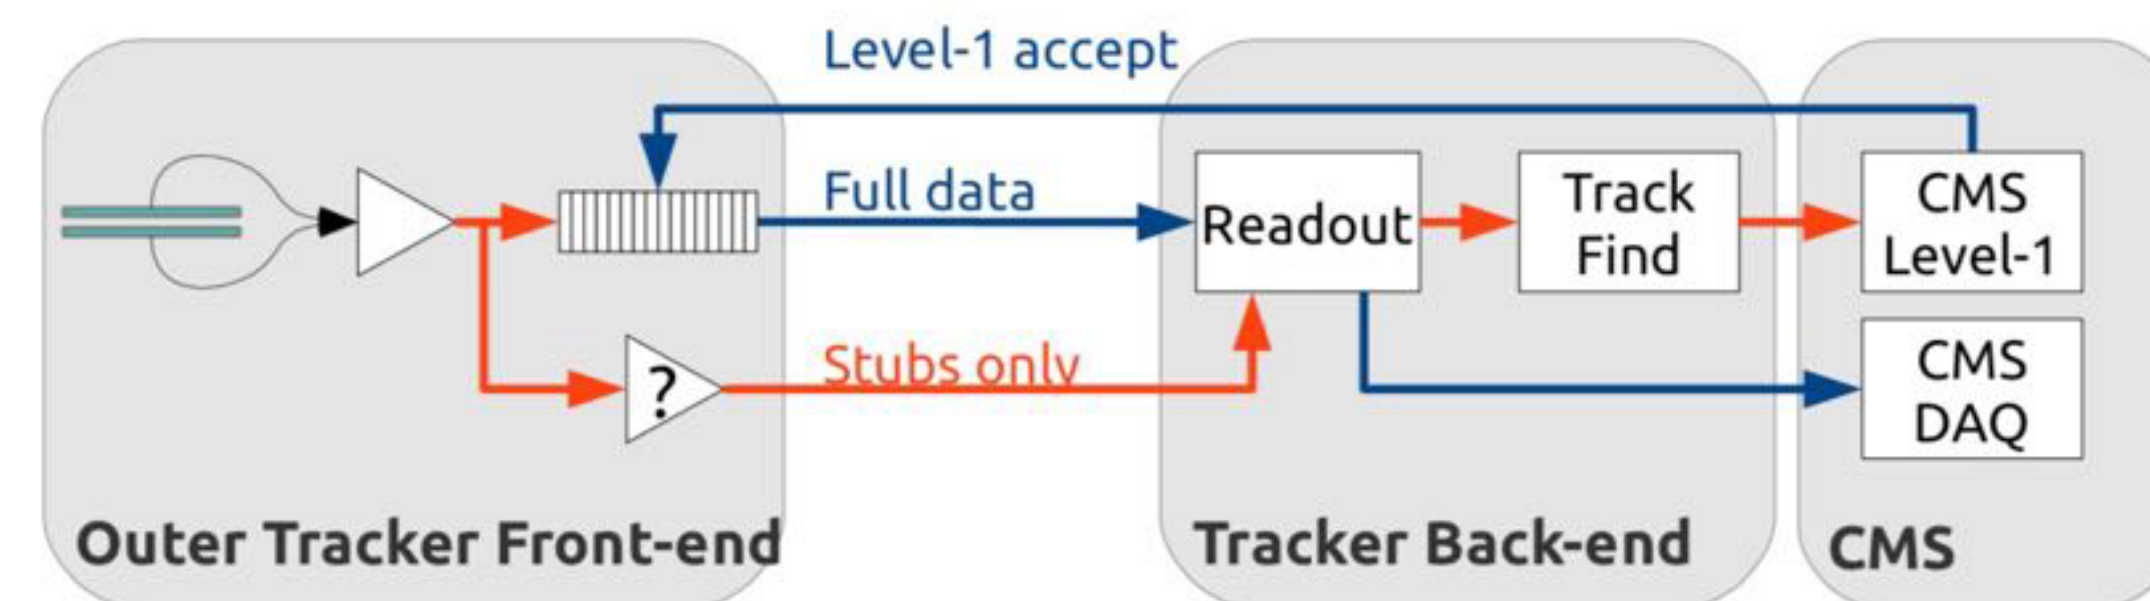 Level-1 accept
Full data
Readout
Track
Find
CMS
Level-1
?
Stubs only
CMS
DAQ
Outer Tracker Front-end
Tracker Back-end
CMS